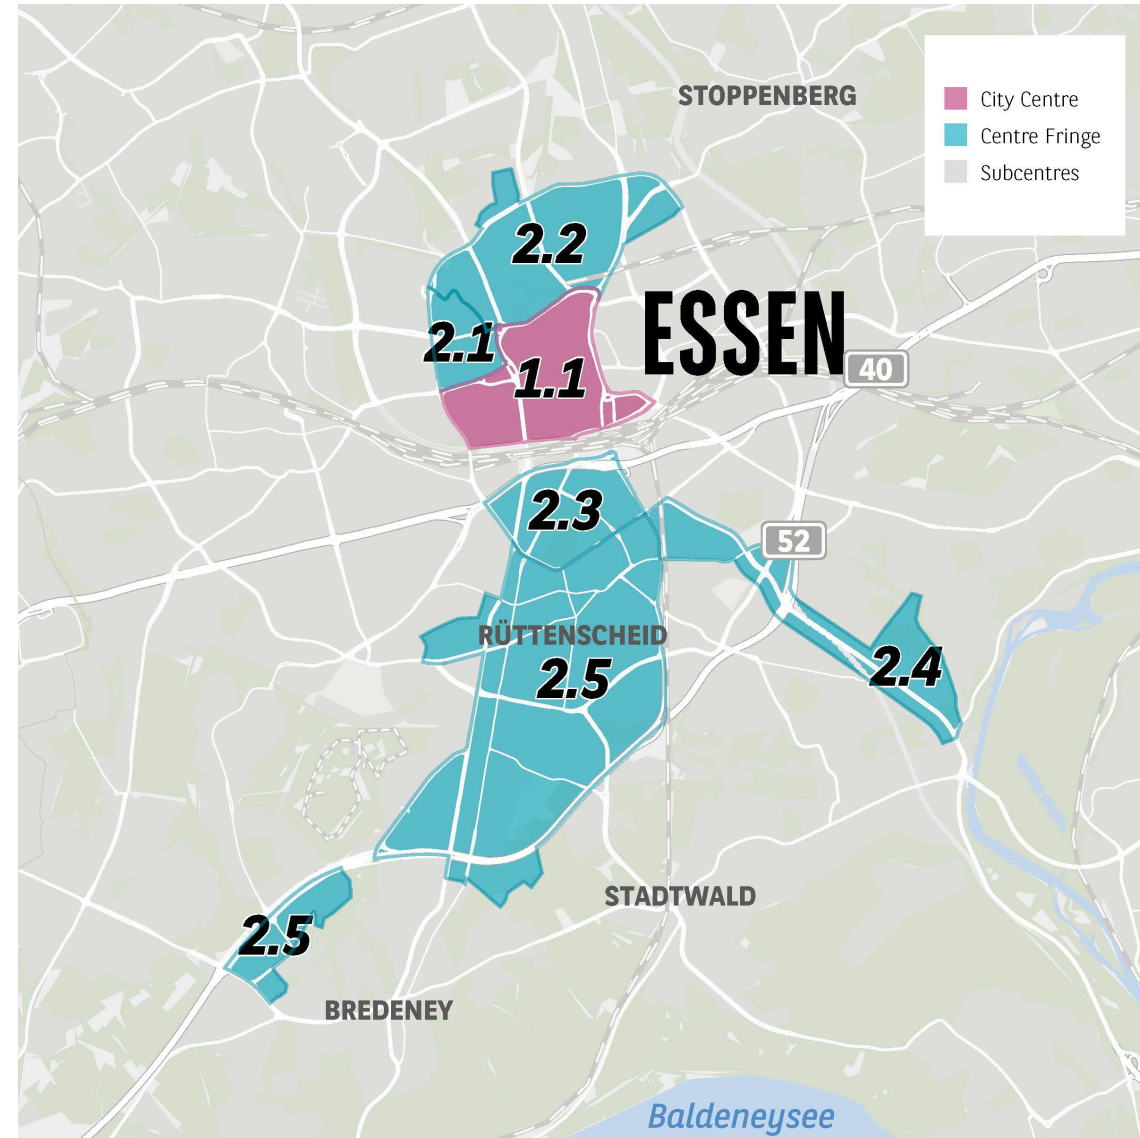 STOPPENBERG
City Centre
Centre Fringe
Subcentres
2.2
ESSEN
2.1
1.1
40
2.3
52
RÜTTENSCHEID
2.5
2.4
STADTWALD
2.5
BREDENEY
Baldeneysee